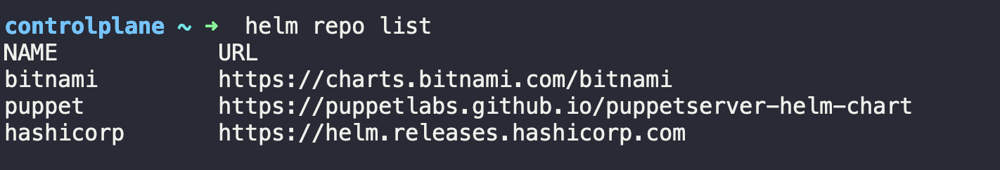 controlplane ~ ➜  helm repo list
NAME            URL
bitnami         https://charts.bitnami.com/bitnami
puppet          https://puppetlabs.github.io/puppetserver-helm-chart
hashicorp       https://helm.releases.hashicorp.com